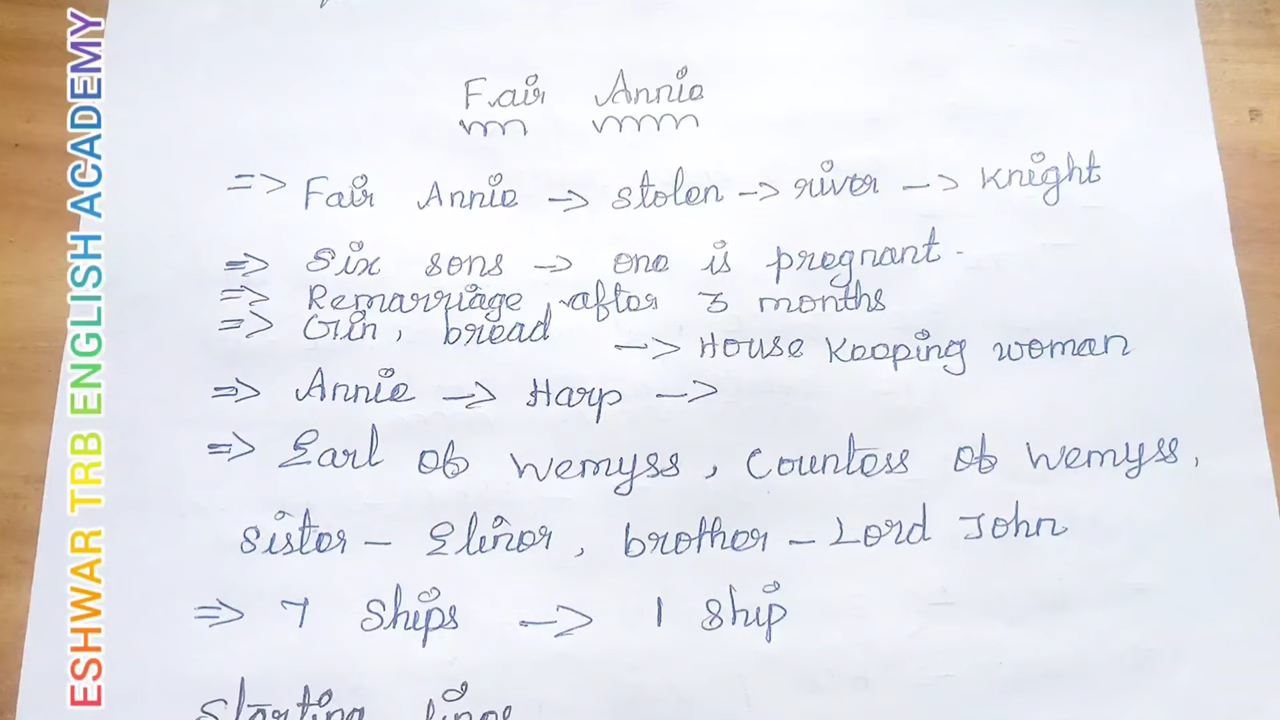 ESHWAR TRB ENGLISH ACADEMY
Fair Annie
=> Fair Annie -> stolen -> river -> Knight
=> Six sons -> one is pregnant.
=> Remarriage after 3 months
=> Gin, bread -> House Keeping woman
=> Annie -> Harp ->
=> Earl of wemyss, Countess of wemyss,
Sister - Elinor, brother - Lord John
=> 7 Ships -> 1 Ship
Starting lines